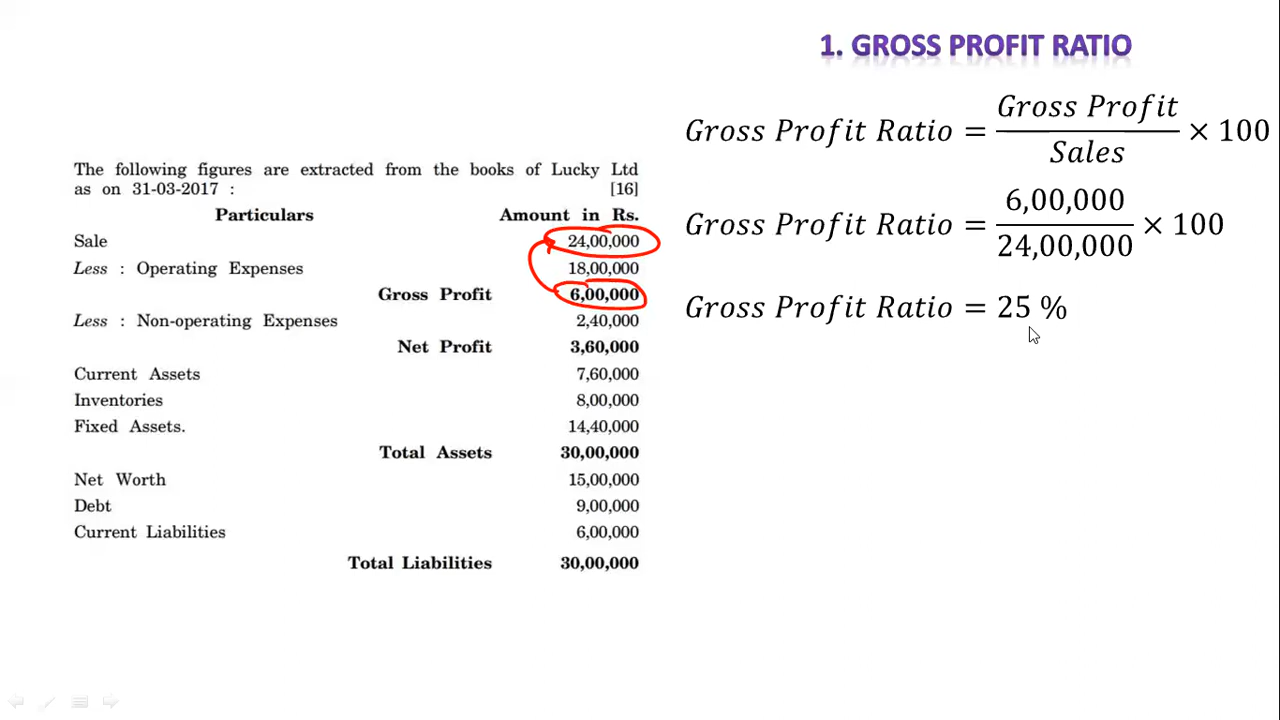 1. GROSS PROFIT RATIO
The following figures are extracted from the books of Lucky Ltd
as on 31-03-2017 : [16]
Particulars Amount in Rs.
Sale 24,00,000
Less : Operating Expenses 18,00,000
Gross Profit 6,00,000
Less : Non-operating Expenses 2,40,000
Net Profit 3,60,000
Current Assets 7,60,000
Inventories 8,00,000
Fixed Assets. 14,40,000
Total Assets 30,00,000
Net Worth 15,00,000
Debt 9,00,000
Current Liabilities 6,00,000
Total Liabilities 30,00,000
Gross Profit Ratio = Gross Profit / Sales × 100
Gross Profit Ratio = 6,00,000 / 24,00,000 × 100
Gross Profit Ratio = 25 %